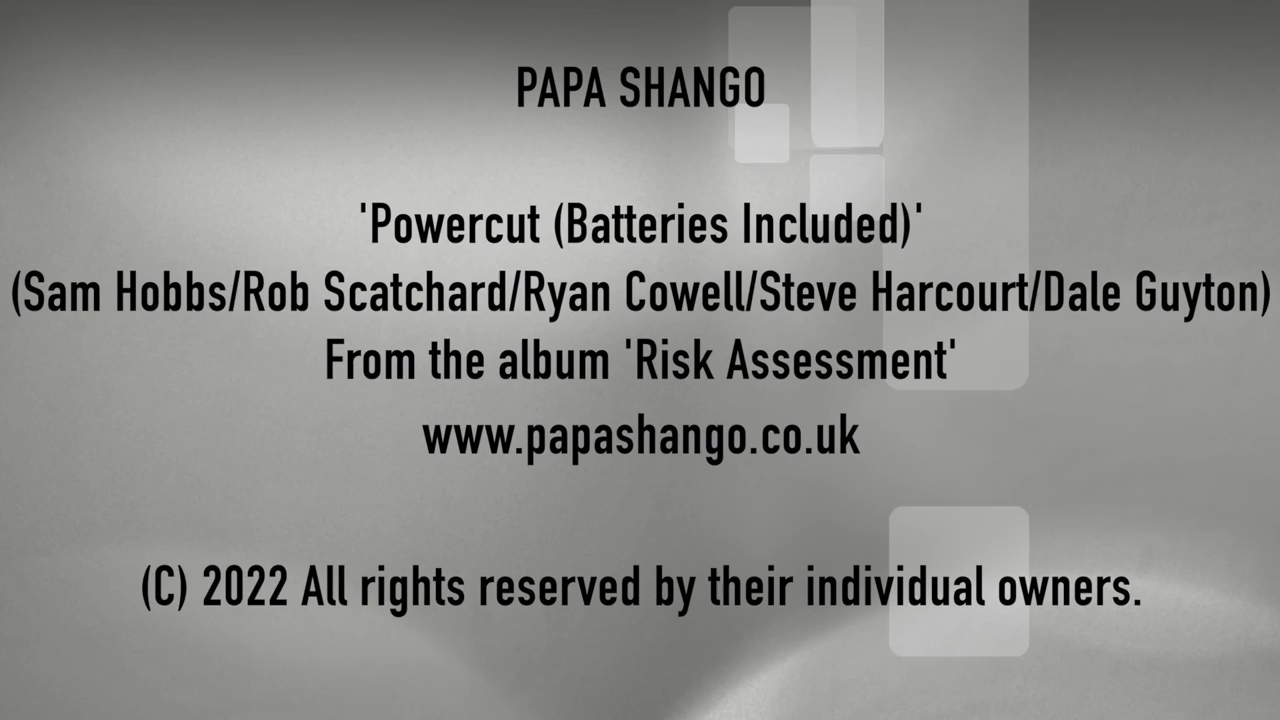 PAPA SHANGO
'Powercut (Batteries Included)'
(Sam Hobbs/Rob Scatchard/Ryan Cowell/Steve Harcourt/Dale Guyton)
From the album 'Risk Assessment'
www.papashango.co.uk
(C) 2022 All rights reserved by their individual owners.